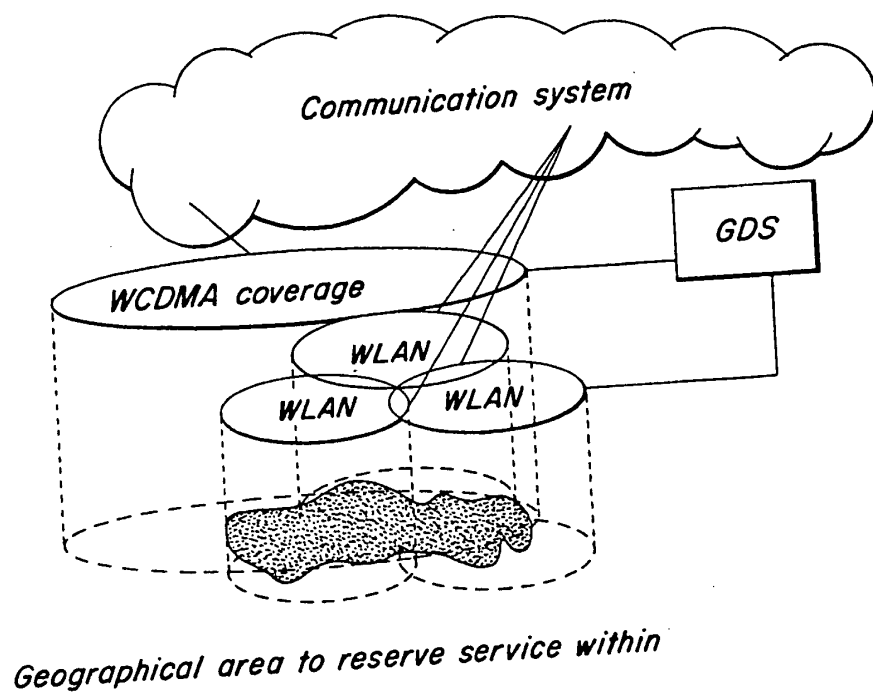 Communication system
GDS
WCDMA coverage
WLAN
WLAN
WLAN
Geographical area to reserve service within